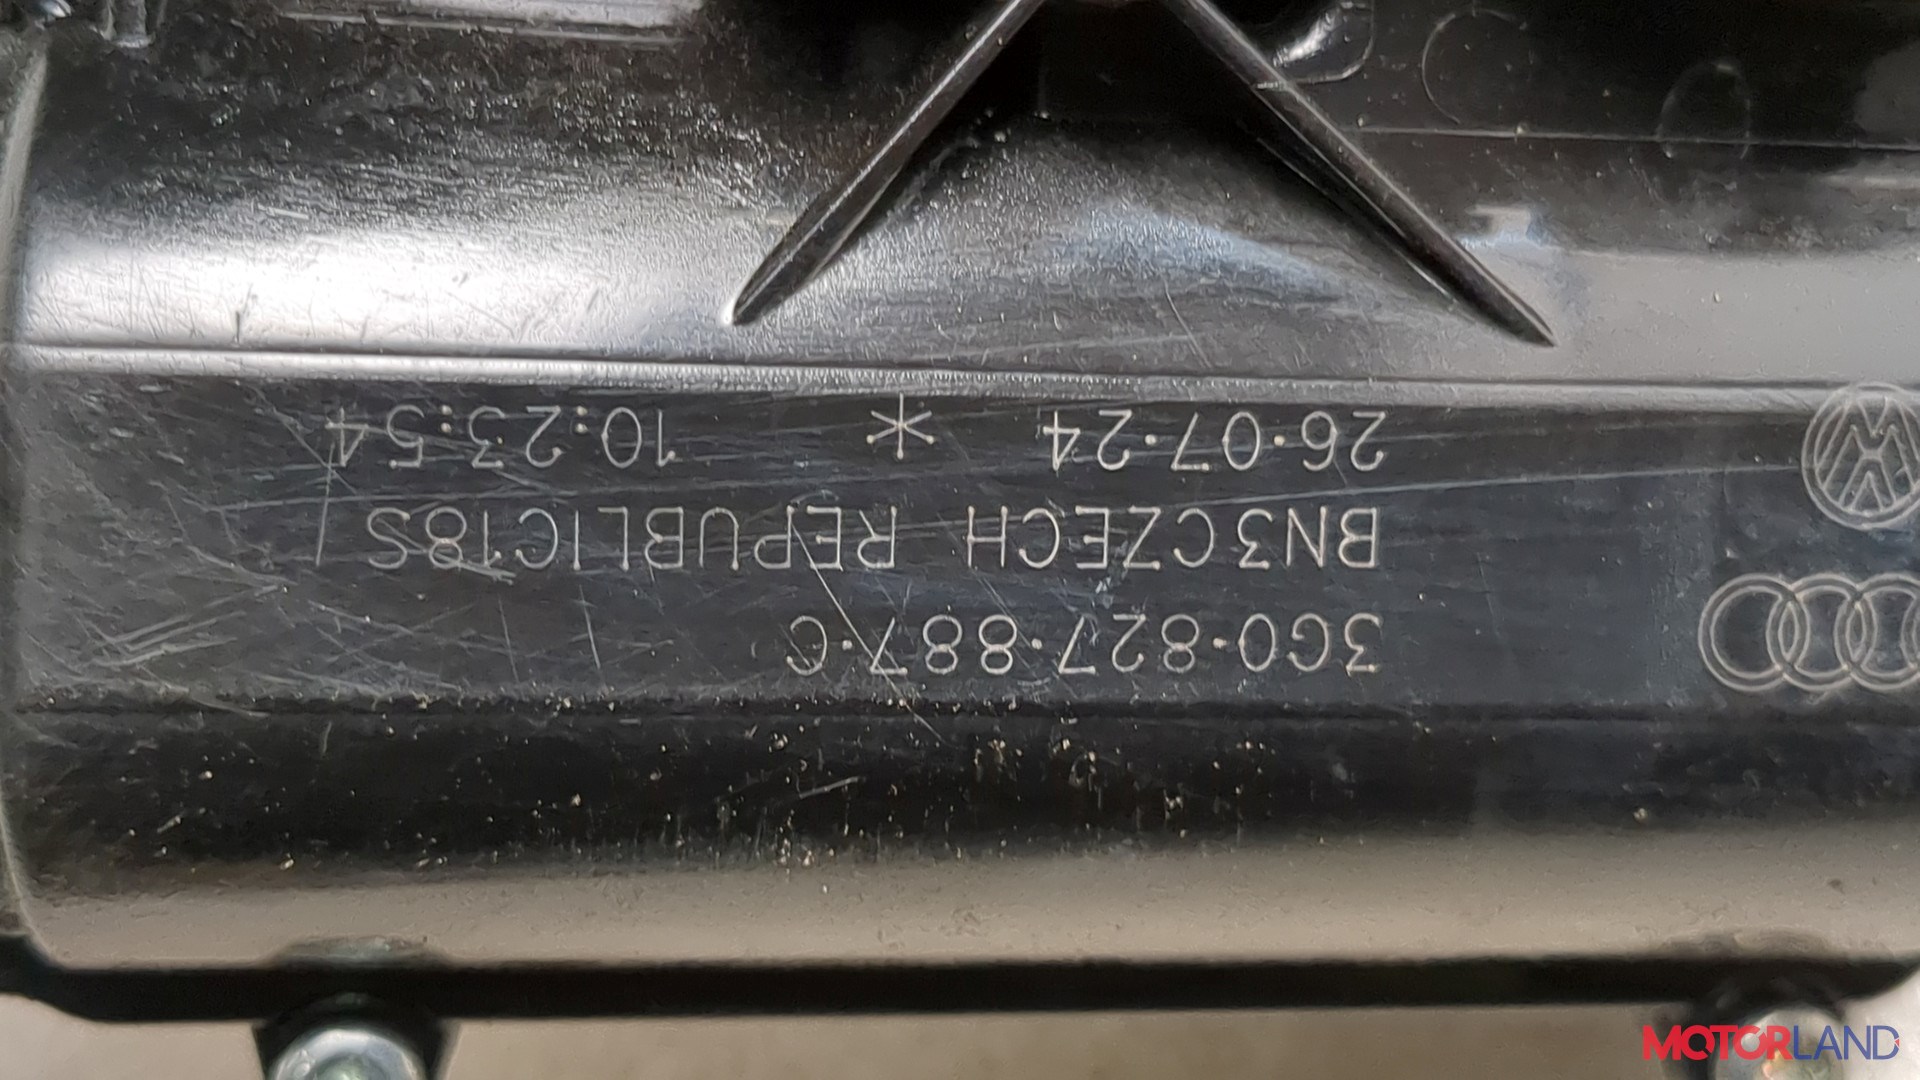 3G0·827·887·C
BN3CZECH REPUBLIC18S
26·07·24 * 10:23:54
MOTORLAND